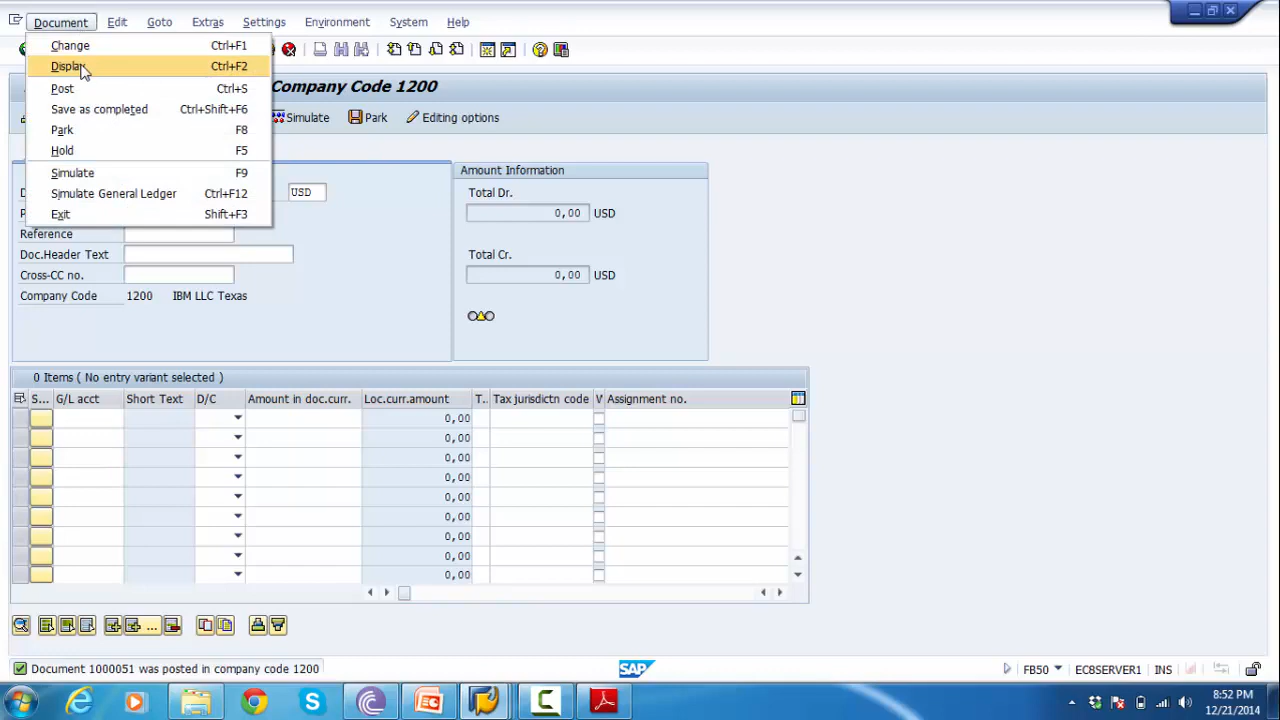 Document Edit Goto Extras Settings Environment System Help
Change Ctrl+F1
Display Ctrl+F2
Post Ctrl+S
Save as completed Ctrl+Shift+F6
Park F8
Hold F5
Simulate F9
Simulate General Ledger Ctrl+F12
Exit Shift+F3
Company Code 1200
Simulate Park Editing options
USD
Reference
Doc.Header Text
Cross-CC no.
Company Code 1200 IBM LLC Texas
Amount Information
Total Dr.
0,00 USD
Total Cr.
0,00 USD
0 Items ( No entry variant selected )
S... G/L acct Short Text D/C Amount in doc.curr. Loc.curr.amount T.. Tax jurisdictn code V Assignment no.
0,00
0,00
0,00
0,00
0,00
0,00
0,00
0,00
0,00
...
Document 1000051 was posted in company code 1200
SAP
FB50 EC8SERVER1 INS
8:52 PM
12/21/2014